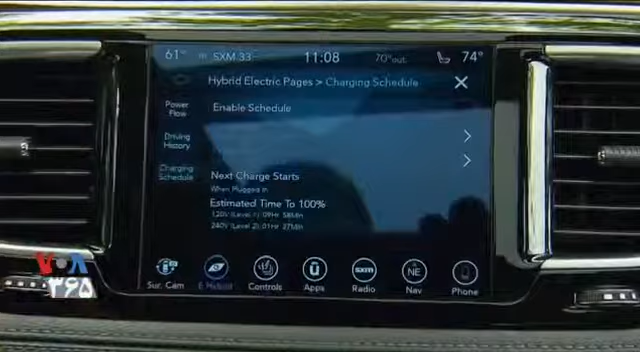 61° SXM 33 11:08 70° out. 74°
Hybrid Electric Pages > Charging Schedule
Power Flow
Enable Schedule
Driving History
Charging Schedule
Next Charge Starts
When Plugged In
Estimated Time To 100%
120V (Level 1): 09Hr 58Min
240V (Level 2): 01Hr 27Min
Sur. Cam
E Hybrid
Controls
Apps
sxm
Radio
NE
Nav
Phone
VOA
۳۶۵